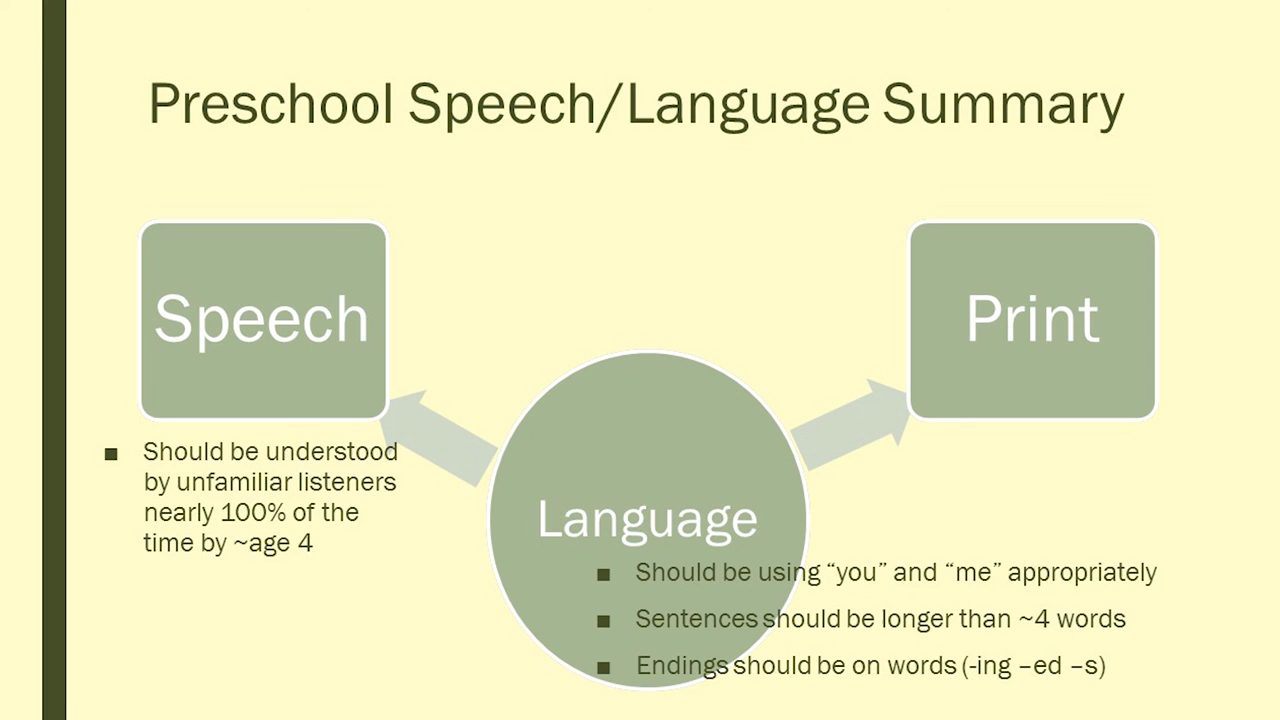 Preschool Speech/Language Summary
Speech
Print
■ Should be understood
by unfamiliar listeners
nearly 100% of the
time by ~age 4
Language
■ Should be using “you” and “me” appropriately
■ Sentences should be longer than ~4 words
■ Endings should be on words (-ing –ed –s)